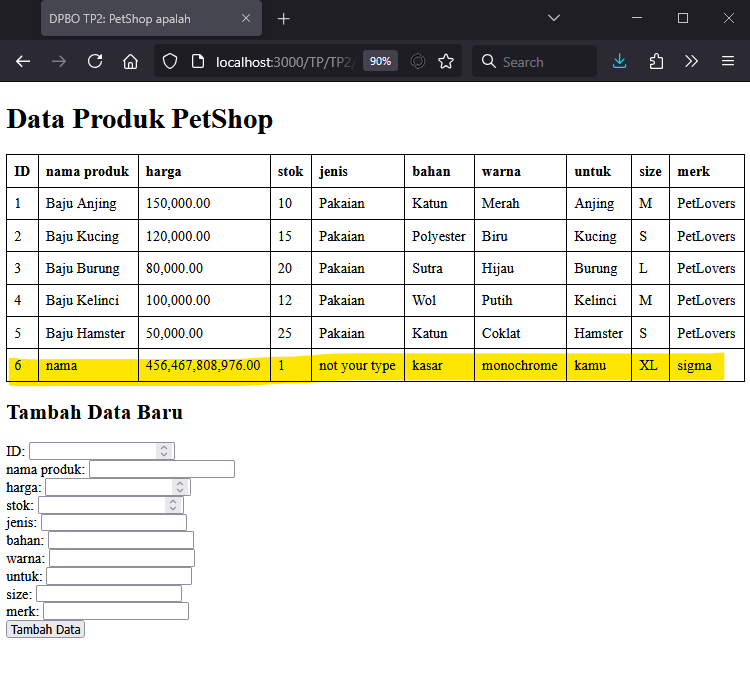 DPBO TP2: PetShop apalah
localhost:3000/TP/TP2/ 90% Search
Data Produk PetShop
ID nama produk harga stok jenis bahan warna untuk size merk
1 Baju Anjing 150,000.00 10 Pakaian Katun Merah Anjing M PetLovers
2 Baju Kucing 120,000.00 15 Pakaian Polyester Biru Kucing S PetLovers
3 Baju Burung 80,000.00 20 Pakaian Sutra Hijau Burung L PetLovers
4 Baju Kelinci 100,000.00 12 Pakaian Wol Putih Kelinci M PetLovers
5 Baju Hamster 50,000.00 25 Pakaian Katun Coklat Hamster S PetLovers
6 nama 456,467,808,976.00 1 not your type kasar monochrome kamu XL sigma
Tambah Data Baru
ID:
nama produk:
harga:
stok:
jenis:
bahan:
warna:
untuk:
size:
merk:
Tambah Data